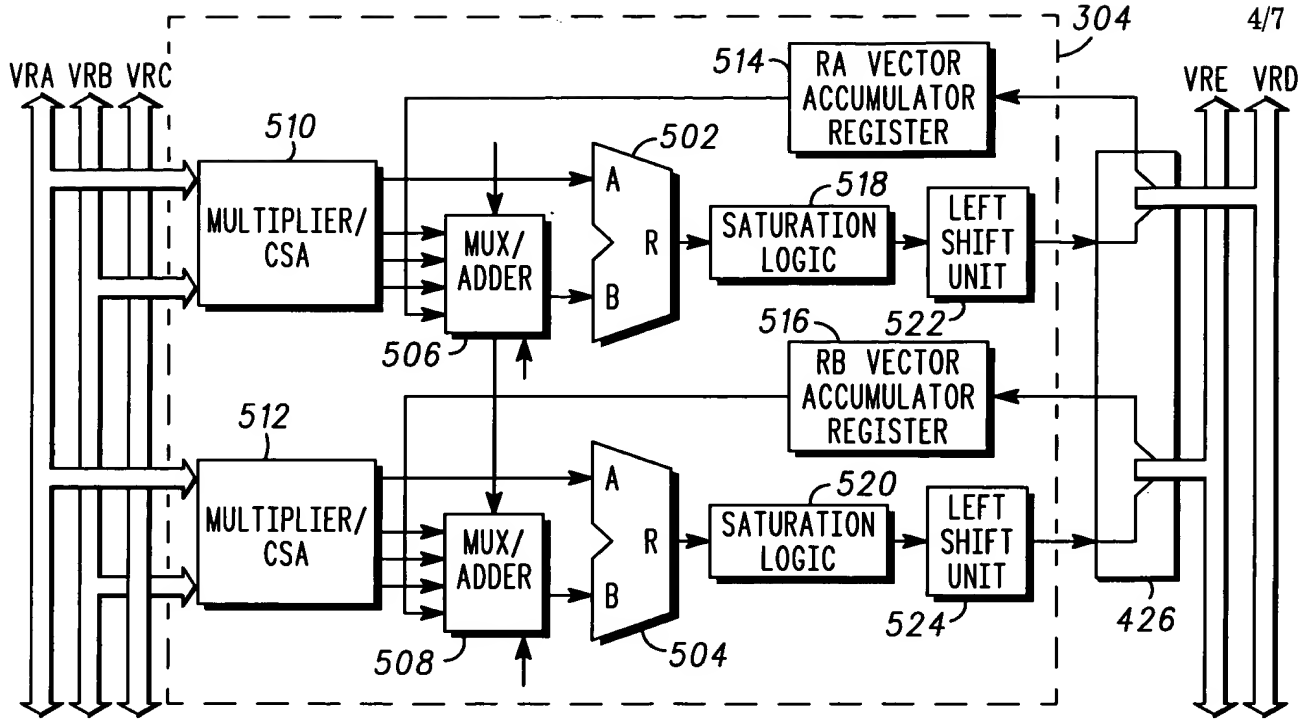 4/7
304
VRA VRB VRC
VRE VRD
514
RA VECTOR
ACCUMULATOR
REGISTER
510
MULTIPLIER/
CSA
502
A
R
B
MUX/
ADDER
506
518
SATURATION
LOGIC
LEFT
SHIFT
UNIT
522
516
RB VECTOR
ACCUMULATOR
REGISTER
512
MULTIPLIER/
CSA
A
R
B
504
MUX/
ADDER
508
520
SATURATION
LOGIC
LEFT
SHIFT
UNIT
524
426